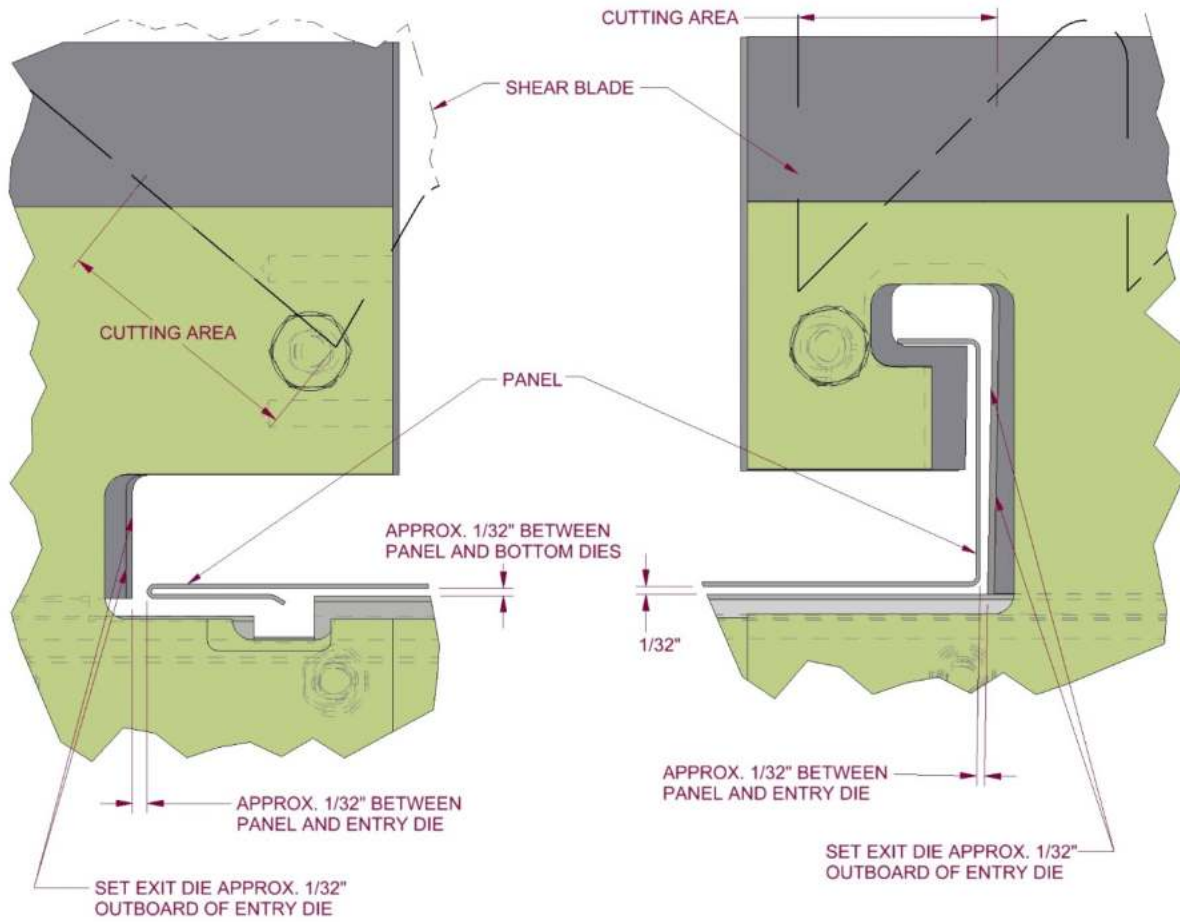 CUTTING AREA
SHEAR BLADE
CUTTING AREA
PANEL
APPROX. 1/32" BETWEEN
PANEL AND BOTTOM DIES
1/32"
APPROX. 1/32" BETWEEN
PANEL AND ENTRY DIE
APPROX. 1/32" BETWEEN
PANEL AND ENTRY DIE
SET EXIT DIE APPROX. 1/32"
OUTBOARD OF ENTRY DIE
SET EXIT DIE APPROX. 1/32"
OUTBOARD OF ENTRY DIE